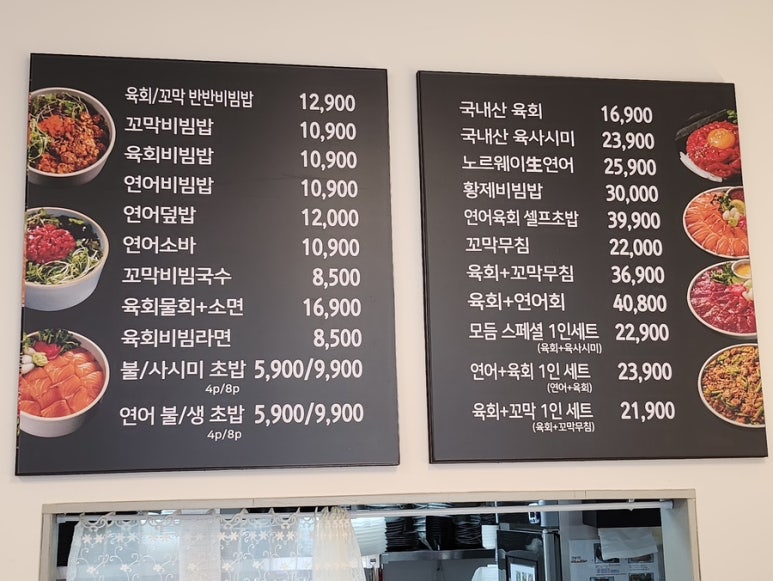 육회/꼬막 반반비빔밥 12,900
꼬막비빔밥 10,900
육회비빔밥 10,900
연어비빔밥 10,900
연어덮밥 12,000
연어소바 10,900
꼬막비빔국수 8,500
육회물회+소면 16,900
육회비빔라면 8,500
불/사시미 초밥 5,900/9,900
4p/8p
연어 불/생 초밥 5,900/9,900
4p/8p
국내산 육회 16,900
국내산 육사시미 23,900
노르웨이生연어 25,900
황제비빔밥 30,000
연어육회 셀프초밥 39,900
꼬막무침 22,000
육회+꼬막무침 36,900
육회+연어회 40,800
모듬 스페셜 1인세트 22,900
(육회+육사시미)
연어+육회 1인 세트 23,900
(연어+육회)
육회+꼬막 1인 세트 21,900
(육회+꼬막무침)